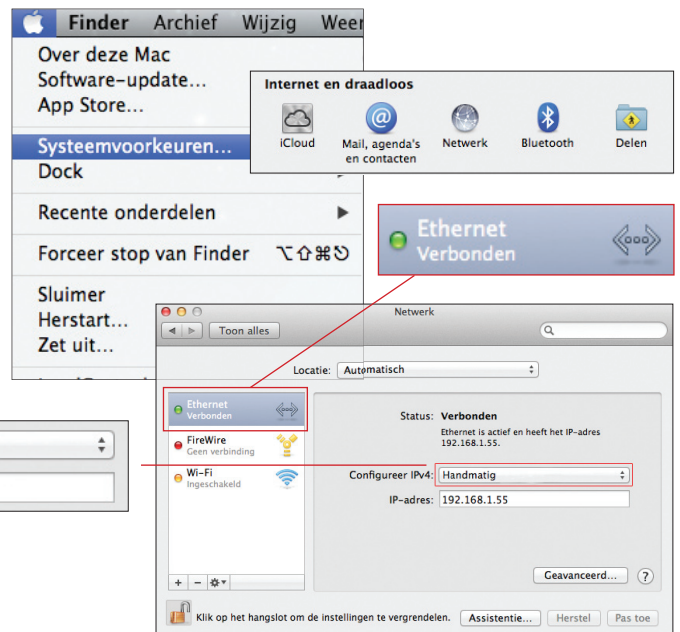 Finder Archief Wijzig Weer
Over deze Mac
Software-update...
App Store...
Systeemvoorkeuren...
Dock
Recente onderdelen
Forceer stop van Finder ⌥⇧⌘⎋
Sluimer
Herstart...
Zet uit...
Internet en draadloos
iCloud
Mail, agenda's
en contacten
Netwerk
Bluetooth
Delen
Ethernet
Verbonden
Netwerk
Toon alles
Locatie: Automatisch
Ethernet
Verbonden
FireWire
Geen verbinding
Wi-Fi
Ingeschakeld
Status: Verbonden
Ethernet is actief en heeft het IP-adres
192.168.1.55.
Configureer IPv4: Handmatig
IP-adres: 192.168.1.55
Geavanceerd... ?
Klik op het hangslot om de instellingen te vergrendelen. Assistentie... Herstel Pas toe